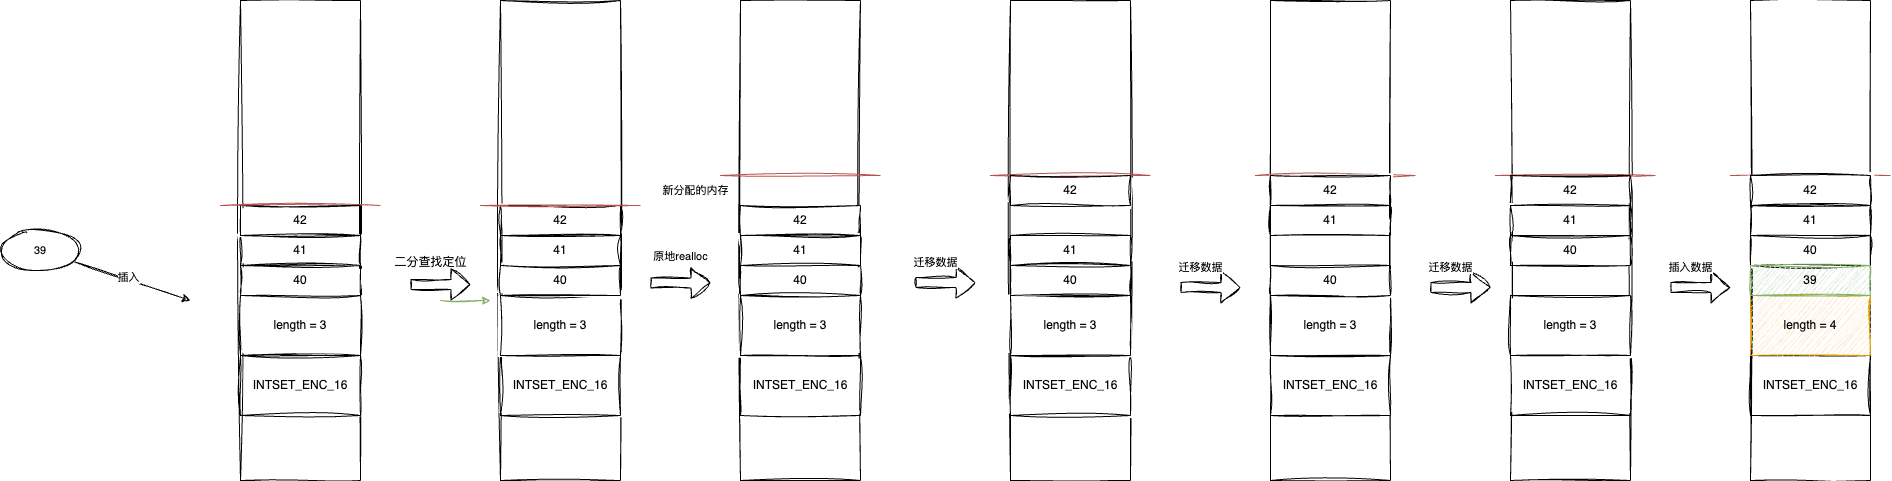 39
插入
42
41
40
length = 3
INTSET_ENC_16
二分查找定位
42
41
40
length = 3
INTSET_ENC_16
原地realloc
新分配的内存
42
41
40
length = 3
INTSET_ENC_16
迁移数据
42
41
40
length = 3
INTSET_ENC_16
迁移数据
42
41
40
length = 3
INTSET_ENC_16
迁移数据
42
41
40
length = 3
INTSET_ENC_16
插入数据
42
41
40
39
length = 4
INTSET_ENC_16